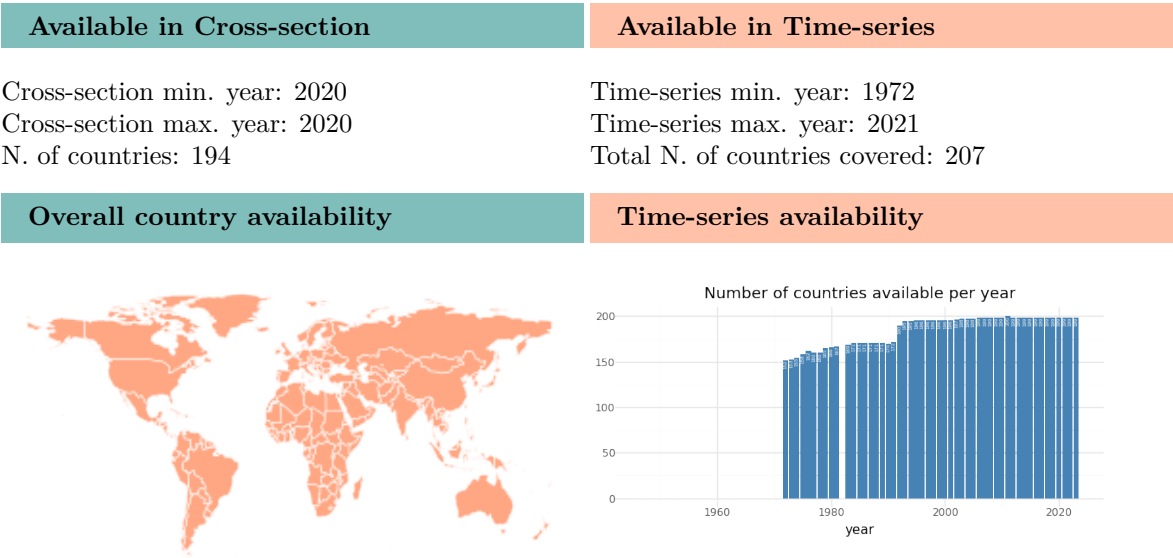 Available in Cross-section
Available in Time-series
Cross-section min. year: 2020
Cross-section max. year: 2020
N. of countries: 194
Time-series min. year: 1972
Time-series max. year: 2021
Total N. of countries covered: 207
Overall country availability
Time-series availability
Number of countries available per year
200
150
100
50
0
1960 1980 2000 2020
year